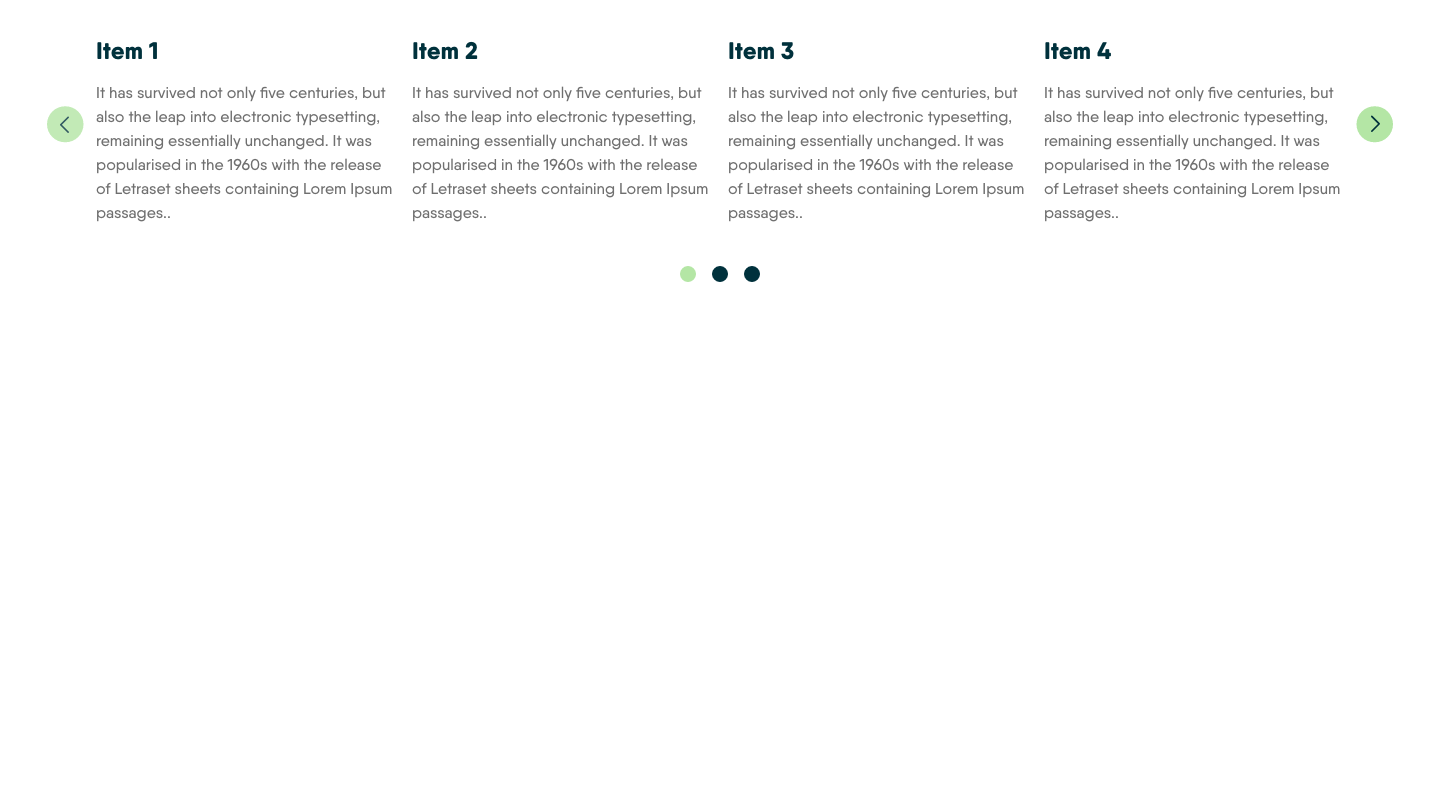 Item 1
It has survived not only five centuries, but
also the leap into electronic typesetting,
remaining essentially unchanged. It was
popularised in the 1960s with the release
of Letraset sheets containing Lorem Ipsum
passages..
Item 2
It has survived not only five centuries, but
also the leap into electronic typesetting,
remaining essentially unchanged. It was
popularised in the 1960s with the release
of Letraset sheets containing Lorem Ipsum
passages..
Item 3
It has survived not only five centuries, but
also the leap into electronic typesetting,
remaining essentially unchanged. It was
popularised in the 1960s with the release
of Letraset sheets containing Lorem Ipsum
passages..
Item 4
It has survived not only five centuries, but
also the leap into electronic typesetting,
remaining essentially unchanged. It was
popularised in the 1960s with the release
of Letraset sheets containing Lorem Ipsum
passages..